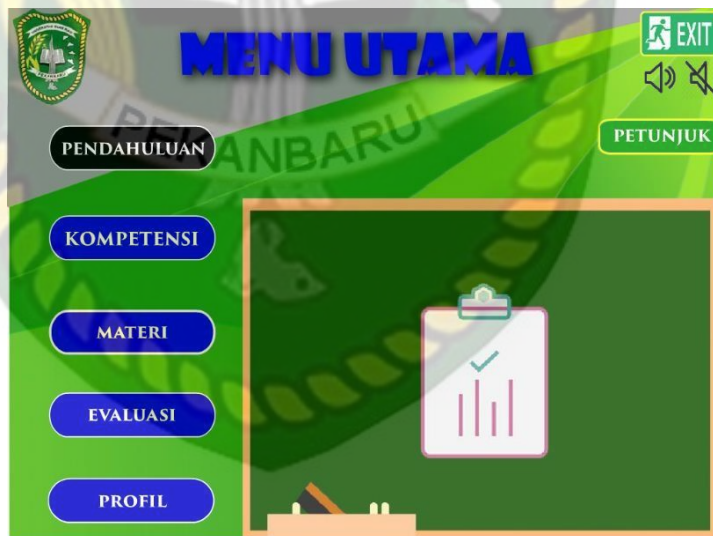 MENU UTAMA
EXIT
PETUNJUK
PENDAHULUAN
PEKANBARU
KOMPETENSI
MATERI
EVALUASI
PROFIL